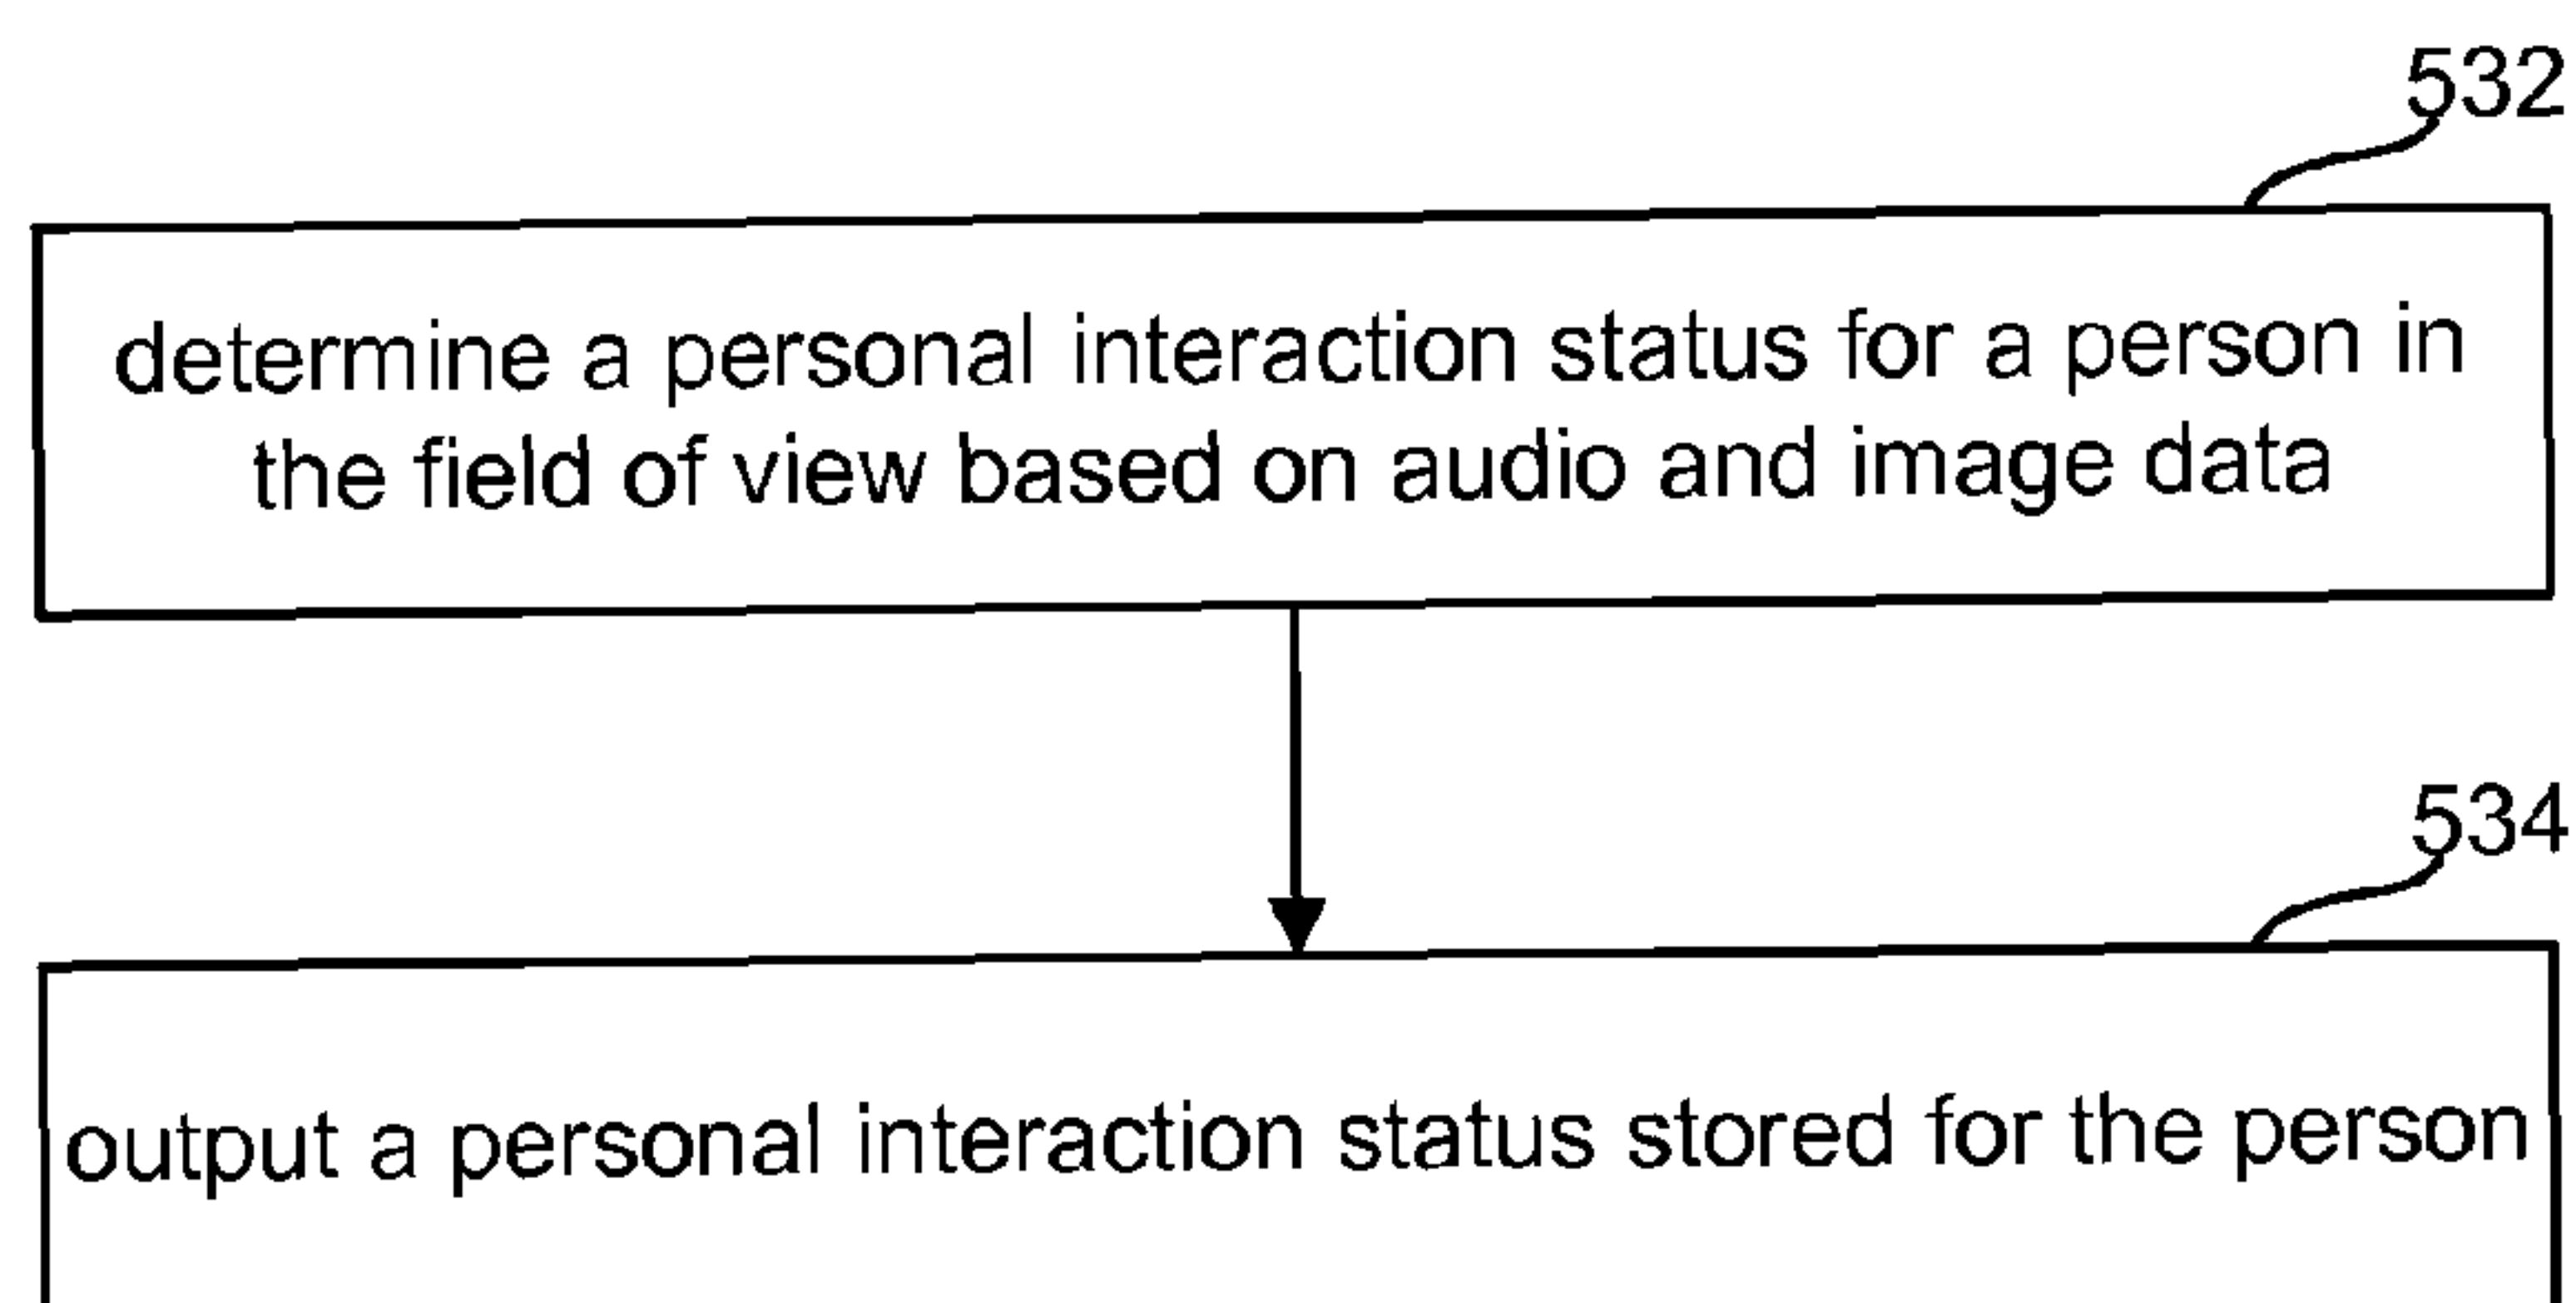 532
determine a personal interaction status for a person in
the field of view based on audio and image data
534
output a personal interaction status stored for the person